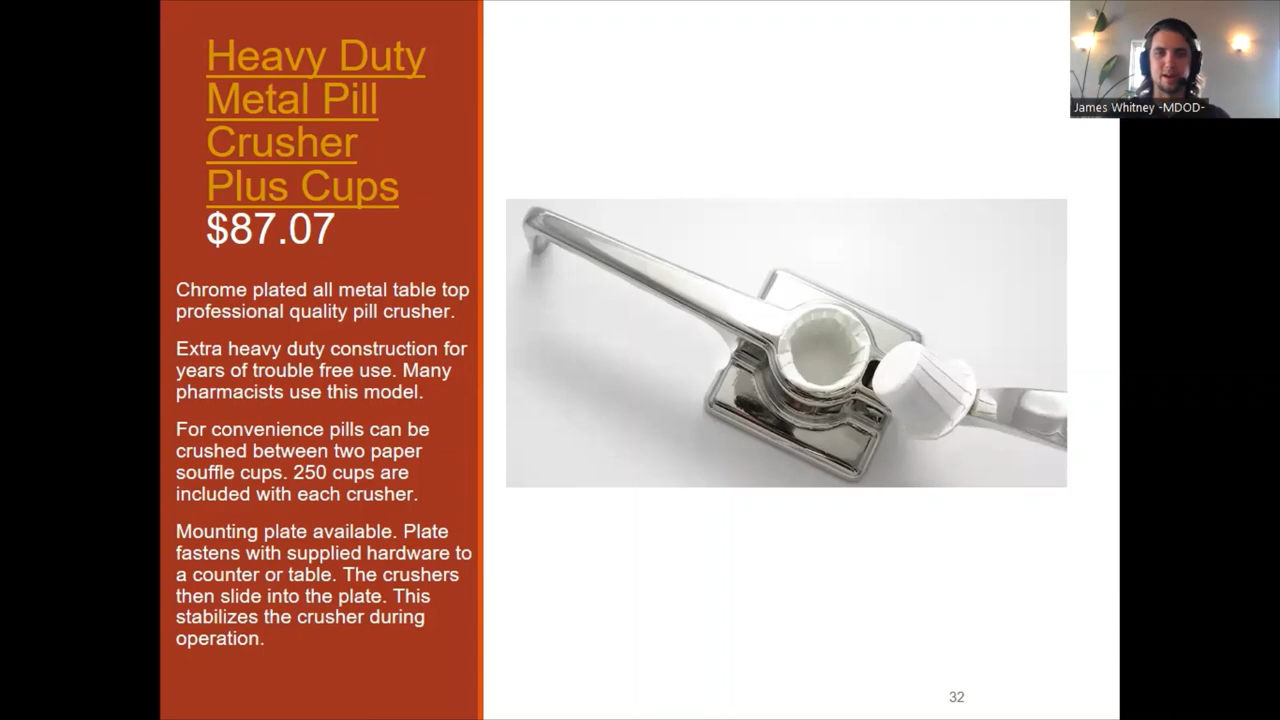 Heavy Duty
Metal Pill
Crusher
Plus Cups
$87.07
Chrome plated all metal table top
professional quality pill crusher.
Extra heavy duty construction for
years of trouble free use. Many
pharmacists use this model.
For convenience pills can be
crushed between two paper
souffle cups. 250 cups are
included with each crusher.
Mounting plate available. Plate
fastens with supplied hardware to
a counter or table. The crushers
then slide into the plate. This
stabilizes the crusher during
operation.
James Whitney -MDOD-
32